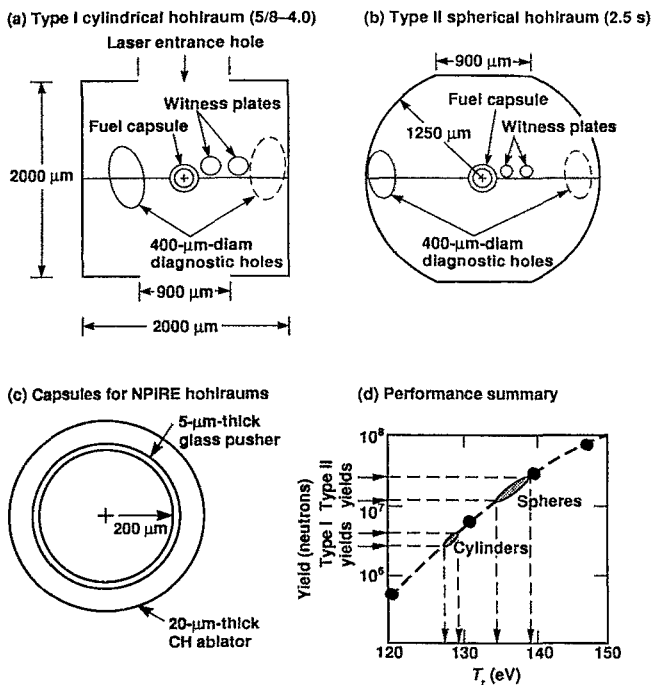 (a) Type I cylindrical hohlraum (5/8–4.0)
Laser entrance hole
Witness plates
Fuel capsule
2000 μm
400-μm-diam
diagnostic holes
900 μm
2000 μm
(b) Type II spherical hohlraum (2.5 s)
900 μm
Fuel capsule
1250 μm
Witness plates
400-μm-diam
diagnostic holes
(c) Capsules for NPIRE hohlraums
5-μm-thick
glass pusher
200 μm
20-μm-thick
CH ablator
(d) Performance summary
Yield (neutrons)
Type I yields
Type II yields
10⁸
10⁷
10⁶
Spheres
Cylinders
120 130 140 150
Tᵣ (eV)